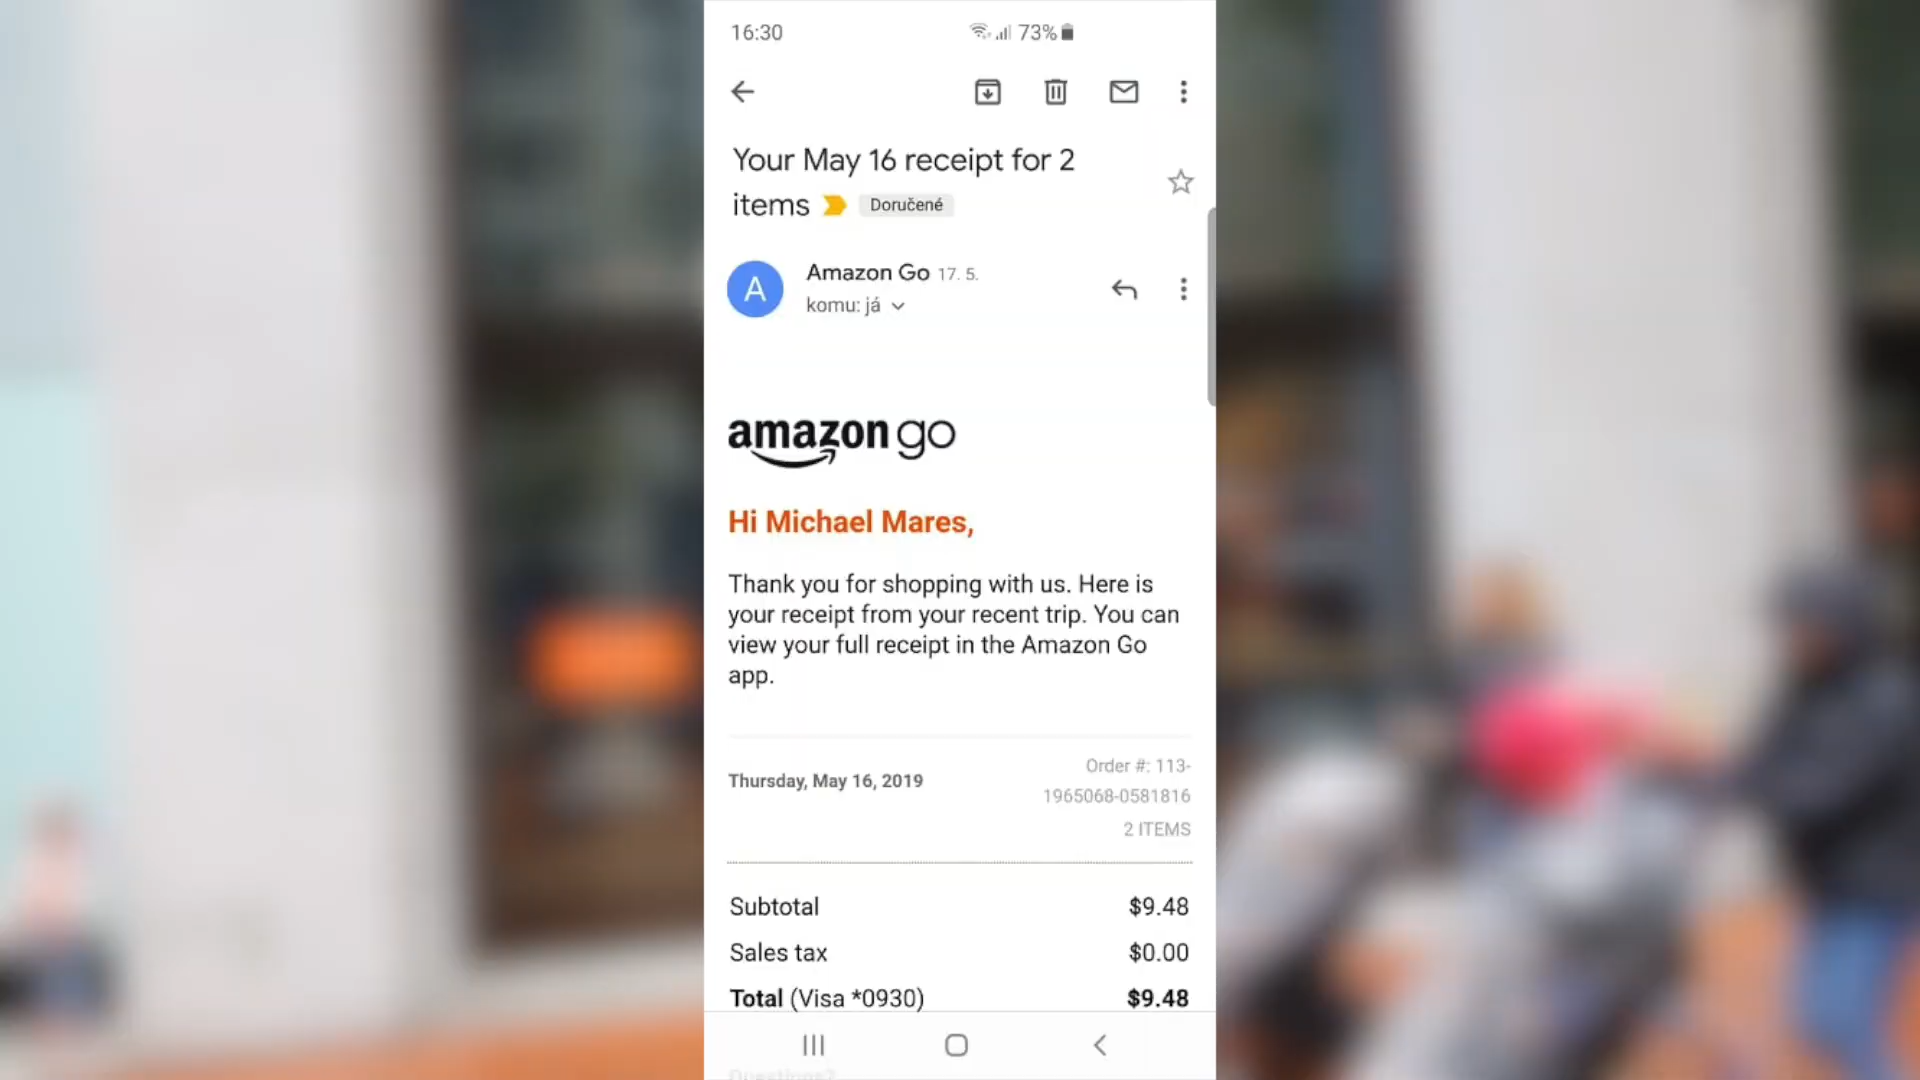 16:30
73%
Your May 16 receipt for 2
items Doručené
A
Amazon Go 17. 5.
komu: já
amazon go
Hi Michael Mares,
Thank you for shopping with us. Here is
your receipt from your recent trip. You can
view your full receipt in the Amazon Go
app.
Thursday, May 16, 2019
Order #: 113-
1965068-0581816
2 ITEMS
Subtotal $9.48
Sales tax $0.00
Total (Visa *0930) $9.48
Questions?